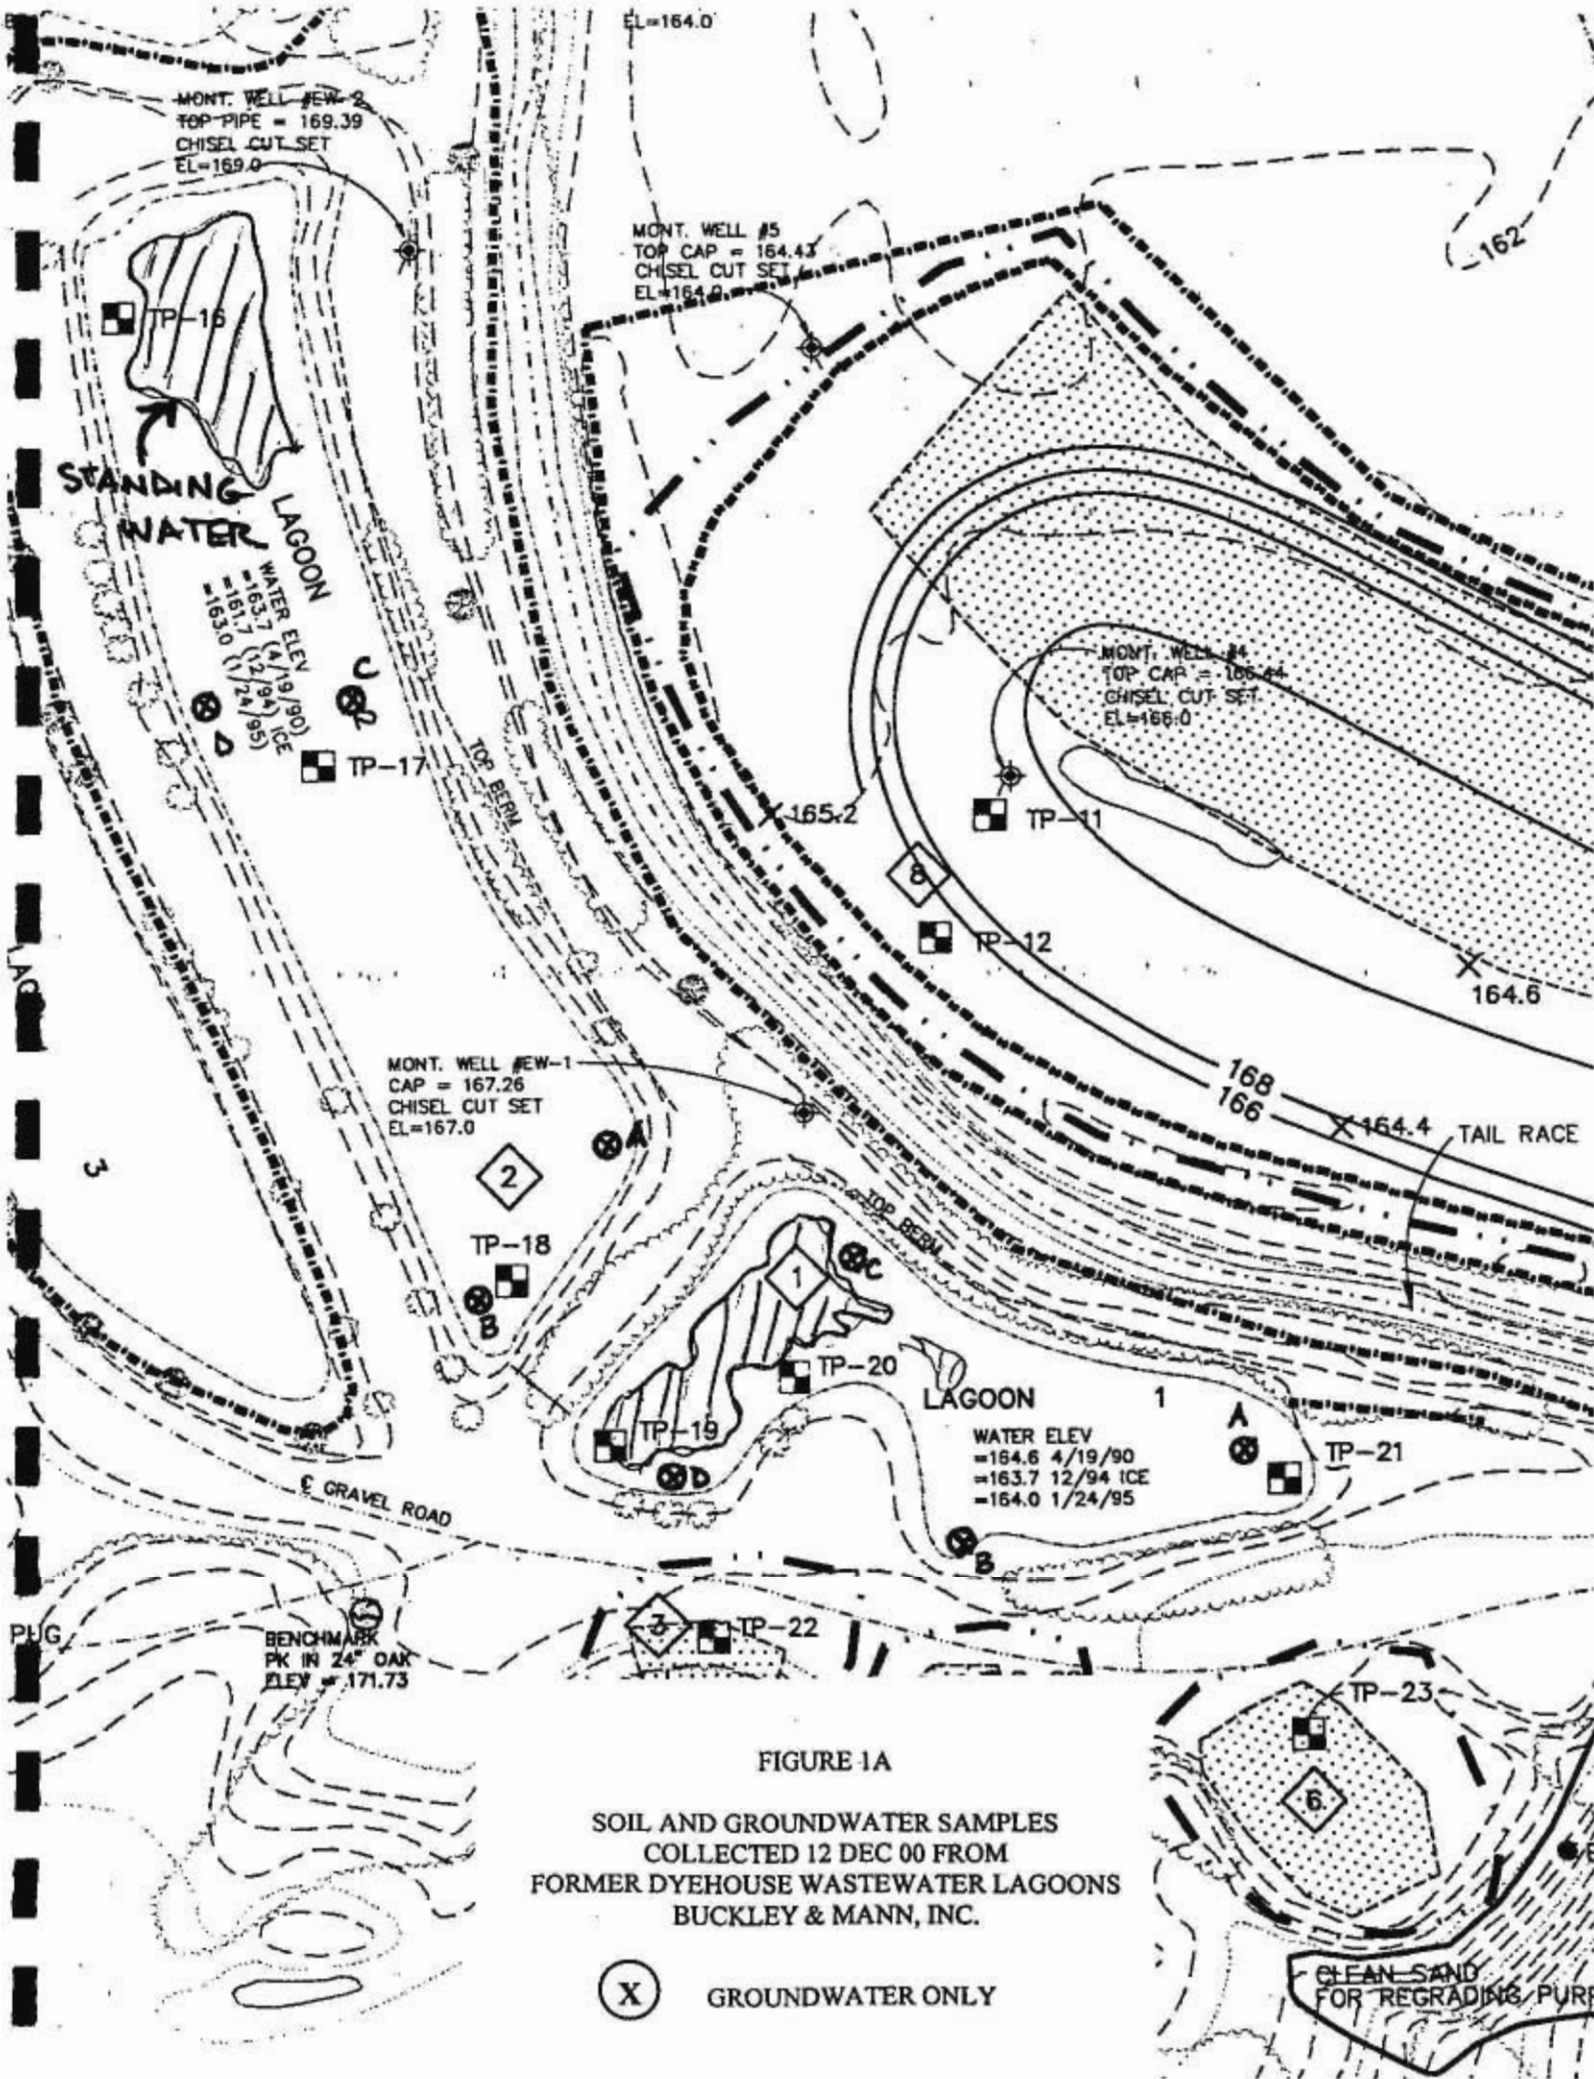 EL=164.0
MONT. WELL #EW-2
TOP PIPE = 169.39
CHISEL CUT SET
EL=169.0
MONT. WELL #5
TOP CAP = 164.43
CHISEL CUT SET
EL=164.0
162
TP-16
STANDING
WATER
LAGOON
WATER ELEV
=163.7 (4/19/90)
=161.7 (12/94) ICE
=163.0 (1/24/95)
C
D
TP-17
TOP BERM
MONT. WELL #4
TOP CAP = 166.44
CHISEL CUT SET
EL=166.0
165.2
TP-11
8
TP-12
164.6
LAG
MONT. WELL #EW-1
CAP = 167.26
CHISEL CUT SET
EL=167.0
168
166
164.4
TAIL RACE
A
3
2
TP-18
B
TOP BERM
1
C
TP-20
LAGOON 1
TP-19
D
WATER ELEV
=164.6 4/19/90
=163.7 12/94 ICE
=164.0 1/24/95
A
TP-21
B
℄ GRAVEL ROAD
PUG
BENCHMARK
PK IN 24" OAK
ELEV = 171.73
3
TP-22
TP-23
6
FIGURE 1A
SOIL AND GROUNDWATER SAMPLES
COLLECTED 12 DEC 00 FROM
FORMER DYEHOUSE WASTEWATER LAGOONS
BUCKLEY & MANN, INC.
X GROUNDWATER ONLY
CLEAN SAND
FOR REGRADING PURP